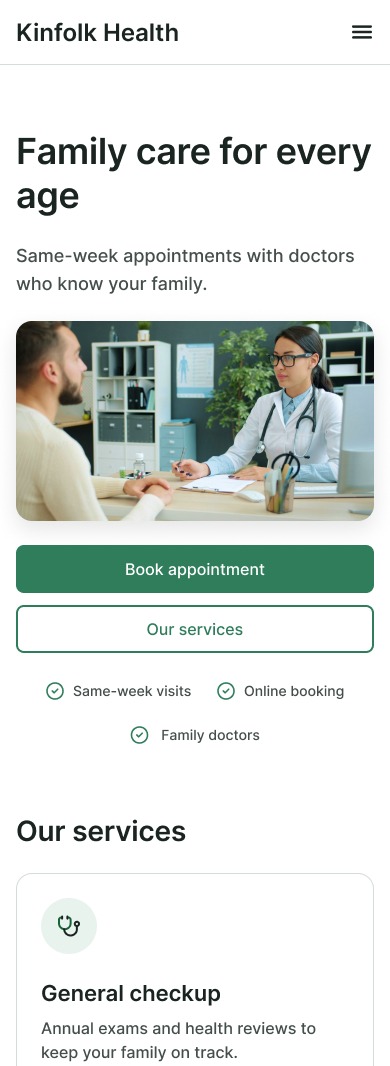 Kinfolk Health
Family care for every
age
Same-week appointments with doctors
who know your family.
Book appointment
Our services
Same-week visits
Online booking
Family doctors
Our services
General checkup
Annual exams and health reviews to
keep your family on track.